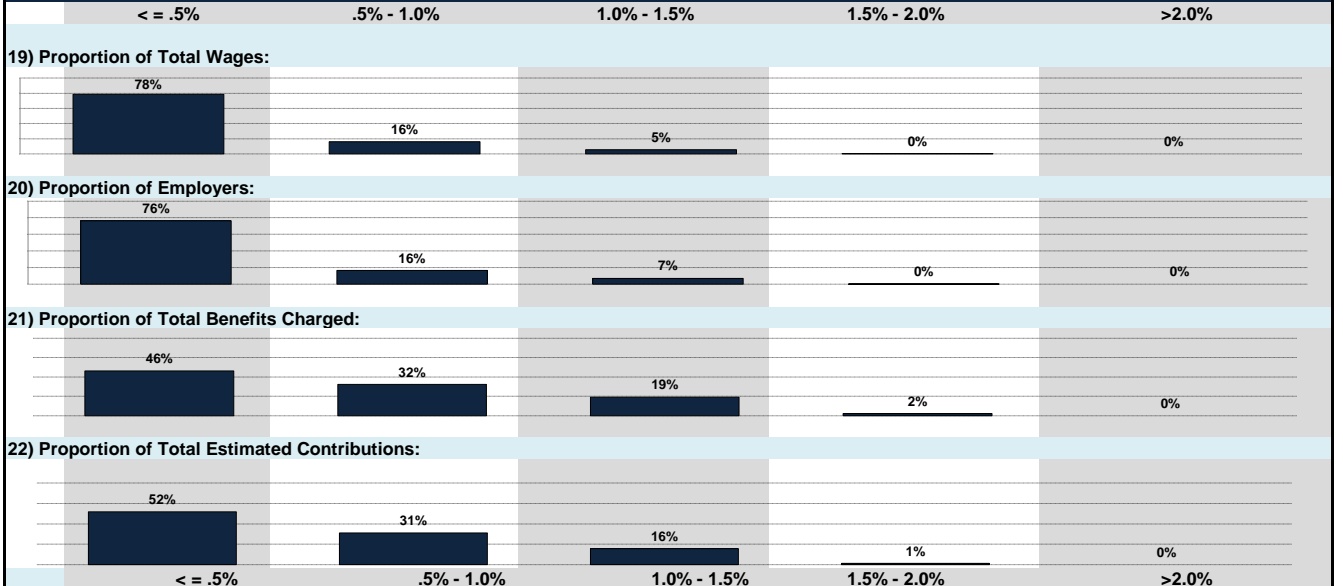 < = .5% .5% - 1.0% 1.0% - 1.5% 1.5% - 2.0% >2.0%
19) Proportion of Total Wages:
78% 16% 5% 0% 0%
20) Proportion of Employers:
76% 16% 7% 0% 0%
21) Proportion of Total Benefits Charged:
46% 32% 19% 2% 0%
22) Proportion of Total Estimated Contributions:
52% 31% 16% 1% 0%
< = .5% .5% - 1.0% 1.0% - 1.5% 1.5% - 2.0% >2.0%